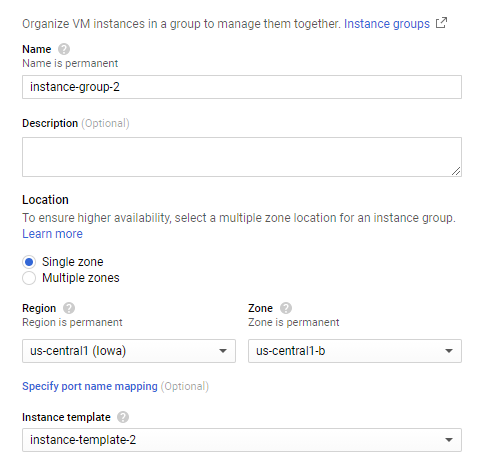 Organize VM instances in a group to manage them together. Instance groups
Name ?
Name is permanent
instance-group-2
Description (Optional)
Location
To ensure higher availability, select a multiple zone location for an instance group.
Learn more
Single zone
Multiple zones
Region ? Zone ?
Region is permanent Zone is permanent
us-central1 (Iowa) us-central1-b
Specify port name mapping (Optional)
Instance template ?
instance-template-2